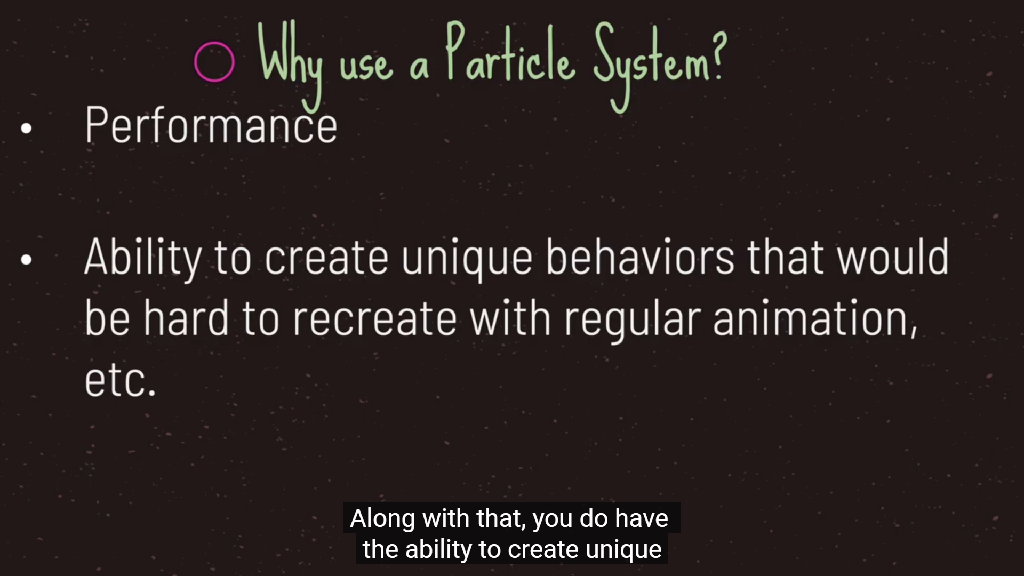 Why use a Particle System?
• Performance
• Ability to create unique behaviors that would
be hard to recreate with regular animation,
etc.
Along with that, you do have
the ability to create unique